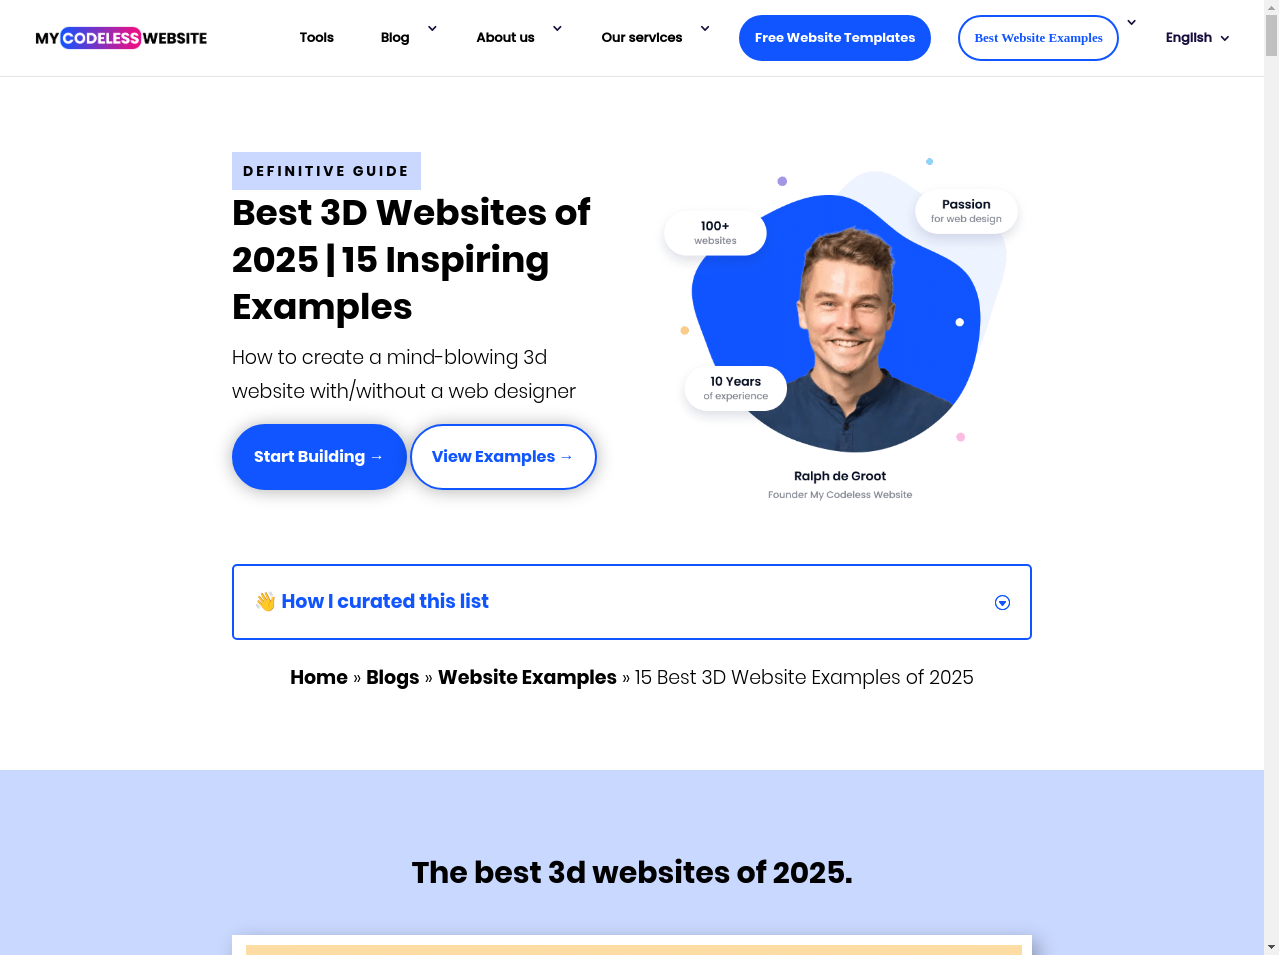 MYCODELESSWEBSITE
Tools
Blog
About us
Our services
Free Website Templates
Best Website Examples
English
DEFINITIVE GUIDE
Best 3D Websites of
2025 | 15 Inspiring
Examples
How to create a mind-blowing 3d
website with/without a web designer
Start Building →
View Examples →
100+
websites
Passion
for web design
10 Years
of experience
Ralph de Groot
Founder My Codeless Website
👋 How I curated this list
Home » Blogs » Website Examples » 15 Best 3D Website Examples of 2025
The best 3d websites of 2025.